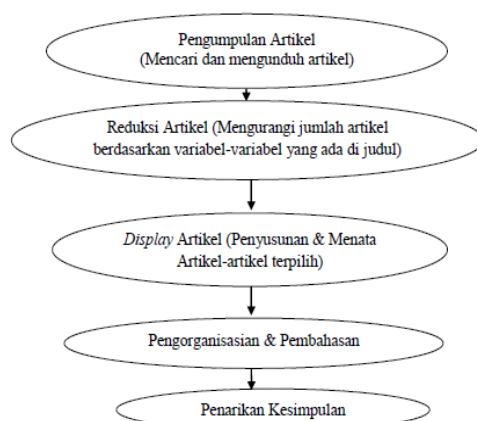 Pengumpulan Artikel
(Mencari dan mengunduh artikel)
Reduksi Artikel (Mengurangi jumlah artikel
berdasarkan variabel-variabel yang ada di judul)
Display Artikel (Penyusunan & Menata
Artikel-artikel terpilih)
Pengorganisasian & Pembahasan
Penarikan Kesimpulan